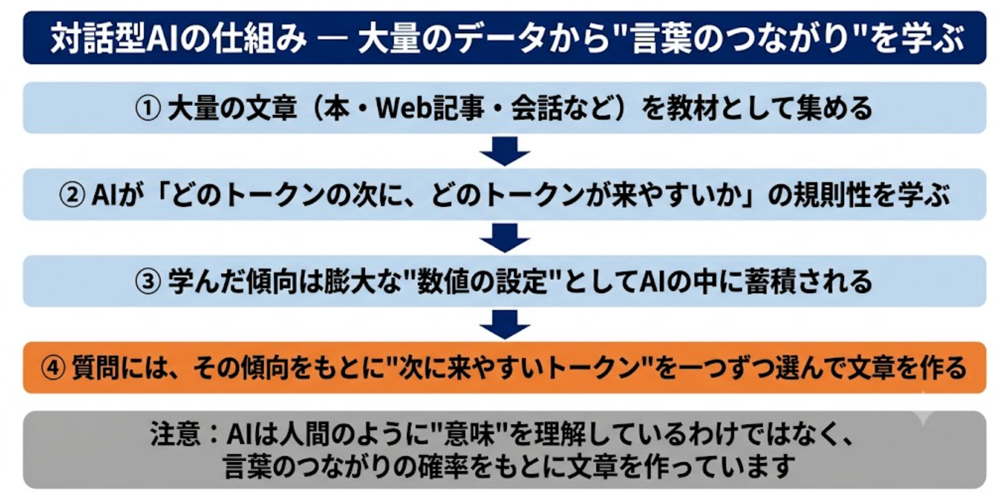 対話型AIの仕組み ― 大量のデータから"言葉のつながり"を学ぶ
① 大量の文章（本・Web記事・会話など）を教材として集める
② AIが「どのトークンの次に、どのトークンが来やすいか」の規則性を学ぶ
③ 学んだ傾向は膨大な"数値の設定"としてAIの中に蓄積される
④ 質問には、その傾向をもとに"次に来やすいトークン"を一つずつ選んで文章を作る
注意：AIは人間のように"意味"を理解しているわけではなく、
言葉のつながりの確率をもとに文章を作っています